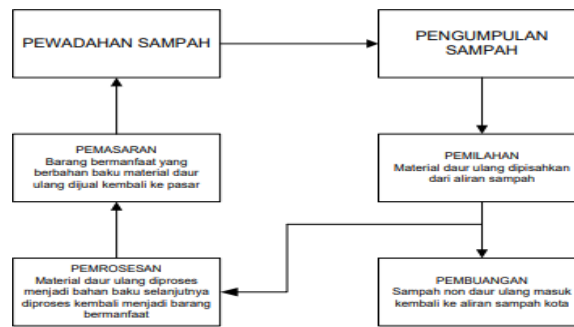 PEWADAHAN SAMPAH
PENGUMPULAN
SAMPAH
PEMASARAN
Barang bermanfaat yang
berbahan baku material daur
ulang dijual kembali ke pasar
PEMILAHAN
Material daur ulang dipisahkan
dari aliran sampah
PEMROSESAN
Material daur ulang diproses
menjadi bahan baku selanjutnya
diproses kembali menjadi barang
bermanfaat
PEMBUANGAN
Sampah non daur ulang masuk
kembali ke aliran sampah kota